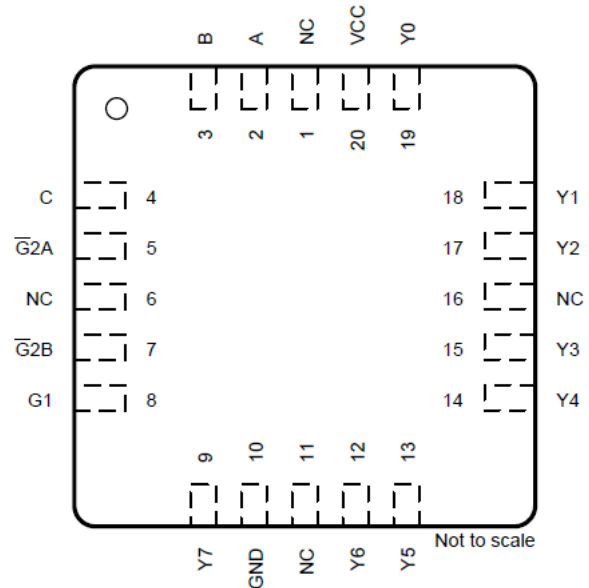 B A NC VCC Y0
3 2 1 20 19
C 4 18 Y1
G̅2A 5 17 Y2
NC 6 16 NC
G̅2B 7 15 Y3
G1 8 14 Y4
9 10 11 12 13
Y7 GND NC Y6 Y5
Not to scale